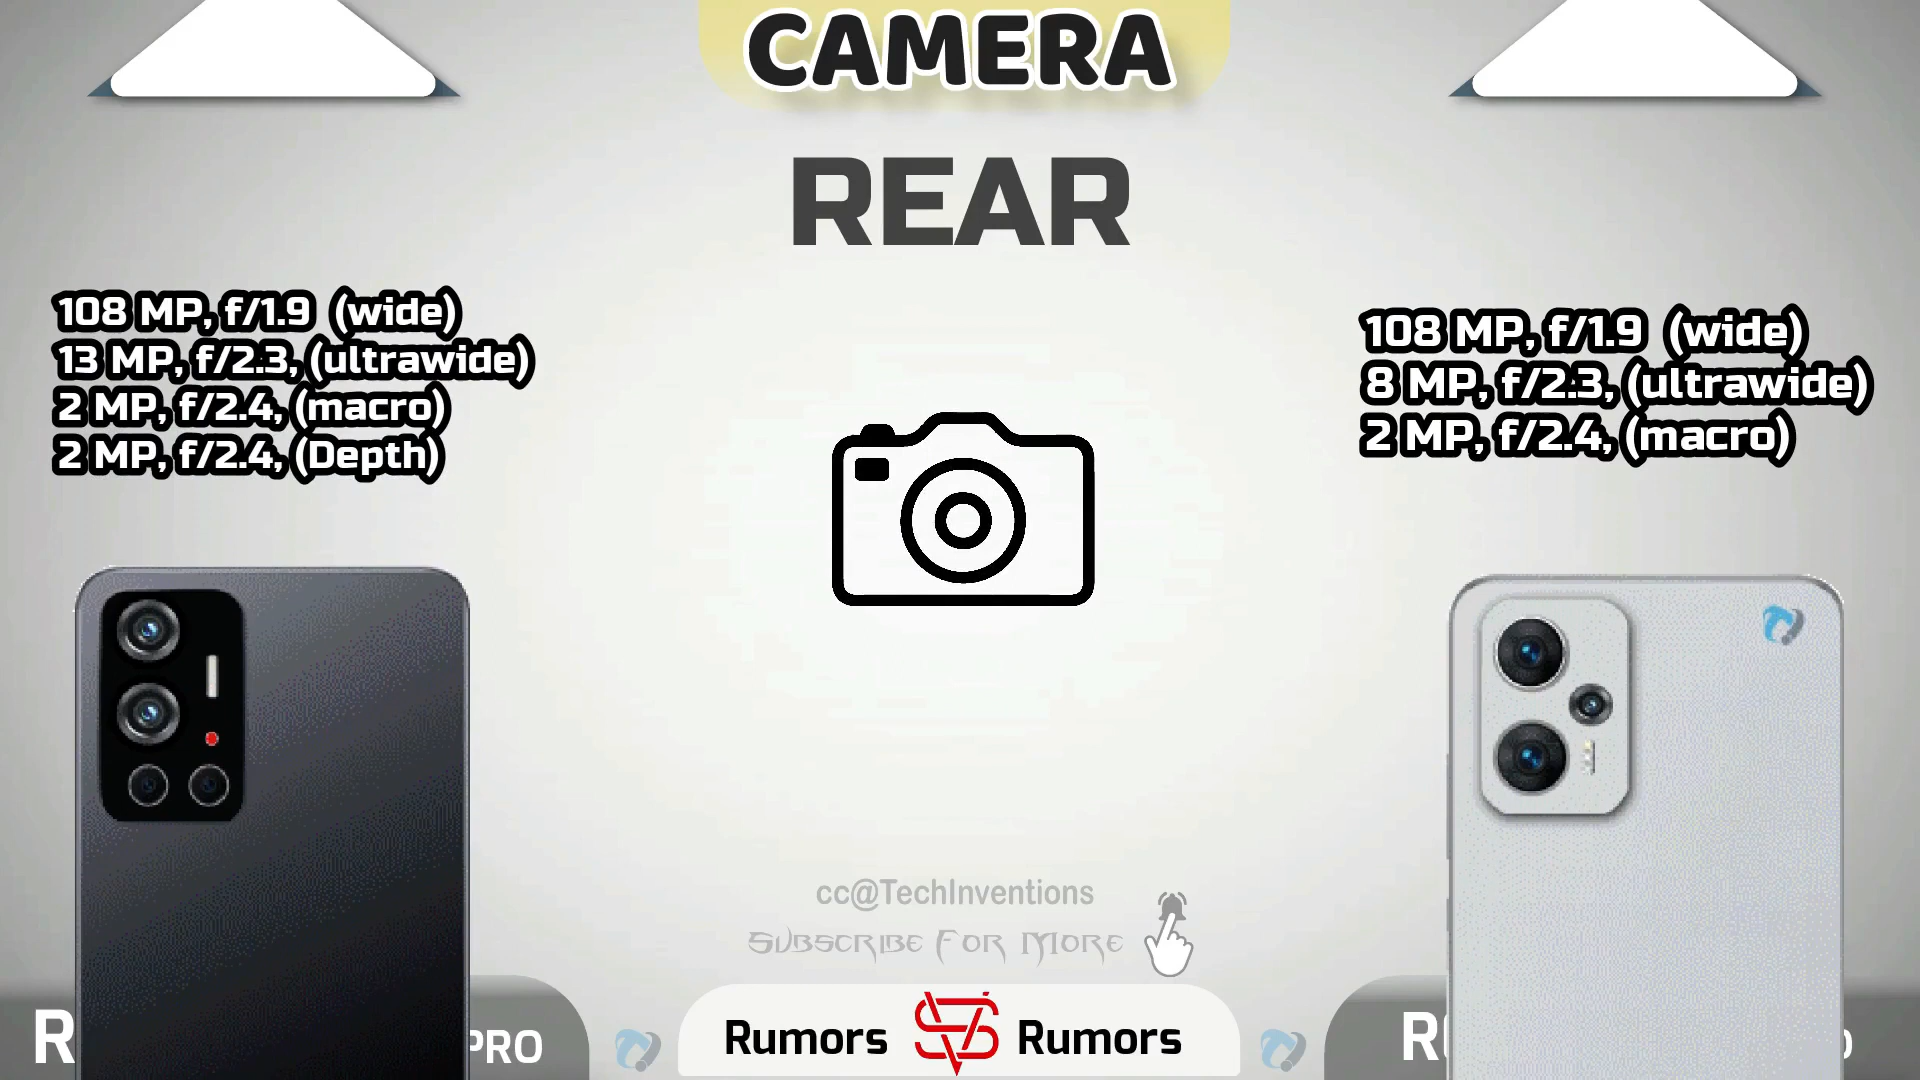 CAMERA
REAR
108 MP, f/1.9 (wide)
13 MP, f/2.3, (ultrawide)
2 MP, f/2.4, (macro)
2 MP, f/2.4, (Depth)
108 MP, f/1.9 (wide)
8 MP, f/2.3, (ultrawide)
2 MP, f/2.4, (macro)
cc@TechInventions
Subscribe For More
PRO
Rumors VS Rumors